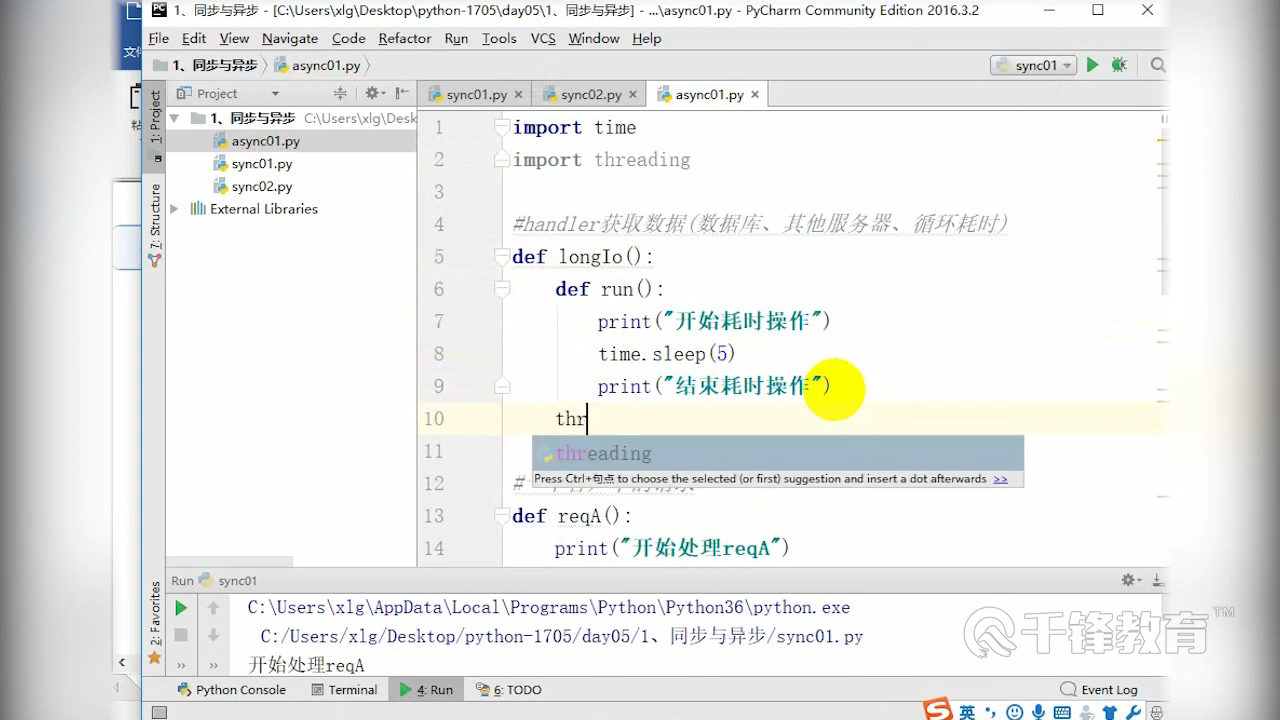 1、同步与异步 - [C:\Users\xlg\Desktop\python-1705\day05\1、同步与异步] - ...\async01.py - PyCharm Community Edition 2016.3.2
File Edit View Navigate Code Refactor Run Tools VCS Window Help
1、同步与异步 async01.py sync01
Project sync01.py sync02.py async01.py
1、同步与异步 C:\Users\xlg\Desk
async01.py
sync01.py
sync02.py
External Libraries
1: Project
7: Structure
2: Favorites
1 import time
2 import threading
3
4 #handler获取数据(数据库、其他服务器、循环耗时)
5 def longIo():
6 def run():
7 print("开始耗时操作")
8 time.sleep(5)
9 print("结束耗时操作")
10 thr
11 threading
Press Ctrl+句点 to choose the selected (or first) suggestion and insert a dot afterwards >>
12 #
13 def reqA():
14 print("开始处理reqA")
Run sync01
C:\Users\xlg\AppData\Local\Programs\Python\Python36\python.exe
C:/Users/xlg/Desktop/python-1705/day05/1、同步与异步/sync01.py
开始处理reqA
千锋教育™
Python Console Terminal 4: Run 6: TODO Event Log
英